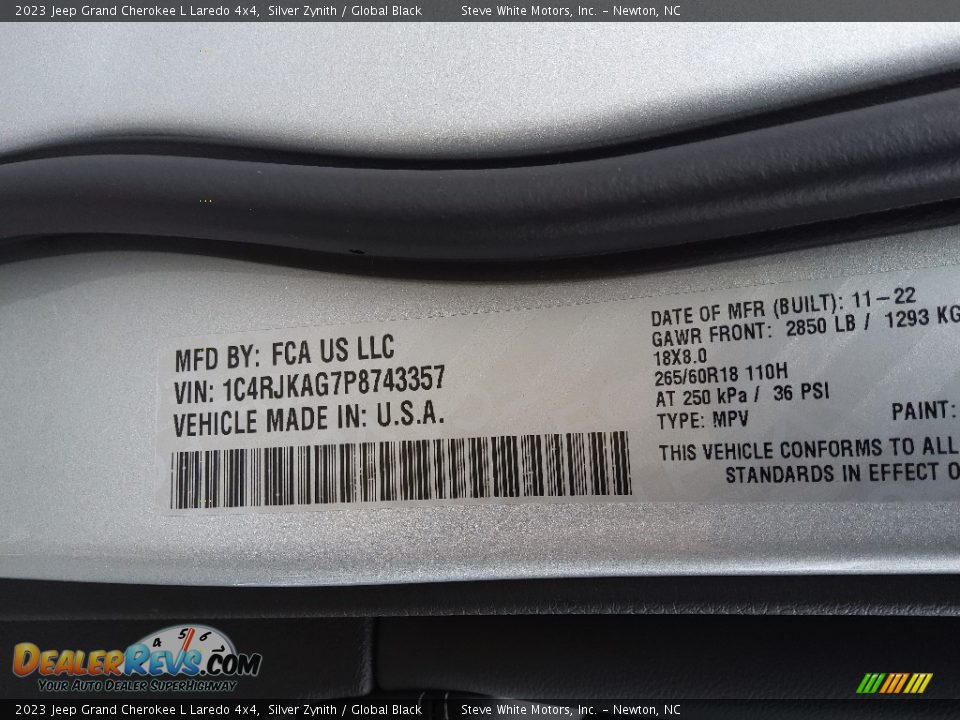 2023 Jeep Grand Cherokee L Laredo 4x4, Silver Zynith / Global Black Steve White Motors, Inc. – Newton, NC
MFD BY: FCA US LLC
VIN: 1C4RJKAG7P8743357
VEHICLE MADE IN: U.S.A.
DATE OF MFR (BUILT): 11–22
GAWR FRONT: 2850 LB / 1293 KG
18X8.0
265/60R18 110H
AT 250 kPa / 36 PSI
TYPE: MPV PAINT:
THIS VEHICLE CONFORMS TO ALL
STANDARDS IN EFFECT O
4 5 6
DEALERREVS.COM
YOUR AUTO DEALER SUPERHIGHWAY
2023 Jeep Grand Cherokee L Laredo 4x4, Silver Zynith / Global Black Steve White Motors, Inc. – Newton, NC